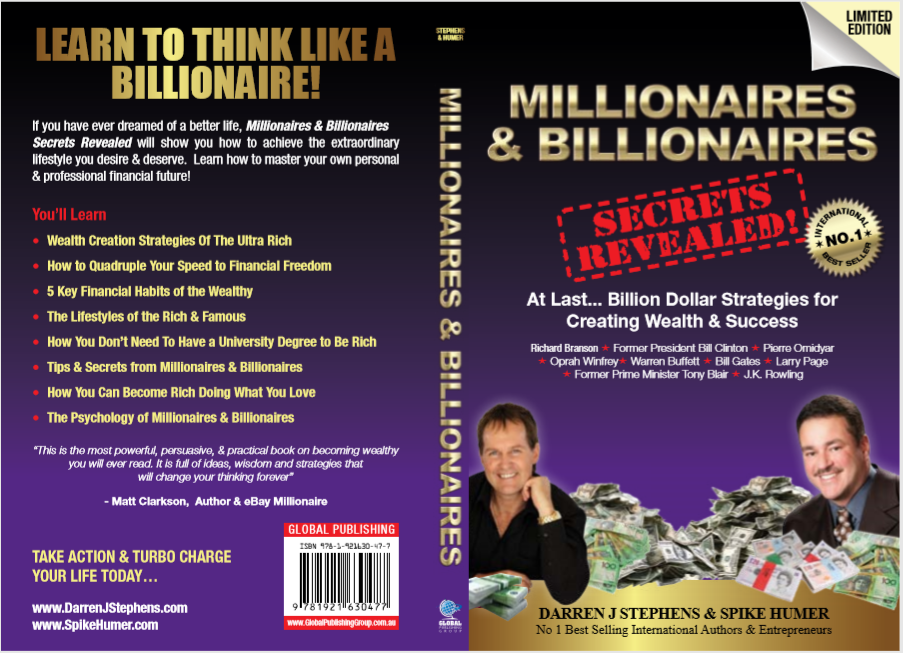 LEARN TO THINK LIKE A
BILLIONAIRE!
If you have ever dreamed of a better life, Millionaires & Billionaires
Secrets Revealed will show you how to achieve the extraordinary
lifestyle you desire & deserve. Learn how to master your own personal
& professional financial future!
You'll Learn
• Wealth Creation Strategies Of The Ultra Rich
• How to Quadruple Your Speed to Financial Freedom
• 5 Key Financial Habits of the Wealthy
• The Lifestyles of the Rich & Famous
• How You Don't Need To Have a University Degree to Be Rich
• Tips & Secrets from Millionaires & Billionaires
• How You Can Become Rich Doing What You Love
• The Psychology of Millionaires & Billionaires
"This is the most powerful, persuasive, & practical book on becoming wealthy
you will ever read. It is full of ideas, wisdom and strategies that
will change your thinking forever"
- Matt Clarkson, Author & eBay Millionaire
TAKE ACTION & TURBO CHARGE
YOUR LIFE TODAY...
www.DarrenJStephens.com
www.SpikeHumer.com
GLOBAL PUBLISHING
ISBN 978-1-921630-47-7
9 781921 630477
www.GlobalPublishingGroup.com.au
STEPHENS
& HUMER
MILLIONAIRES & BILLIONAIRES
GLOBAL
PUBLISHING
GROUP
LIMITED
EDITION
MILLIONAIRES
& BILLIONAIRES
SECRETS
REVEALED!
INTERNATIONAL
NO.1
BEST SELLER
At Last... Billion Dollar Strategies for
Creating Wealth & Success
Richard Branson ★ Former President Bill Clinton ★ Pierre Omidyar
★ Oprah Winfrey ★ Warren Buffett ★ Bill Gates ★ Larry Page
★ Former Prime Minister Tony Blair ★ J.K. Rowling
DARREN J STEPHENS & SPIKE HUMER
No 1 Best Selling International Authors & Entrepreneurs